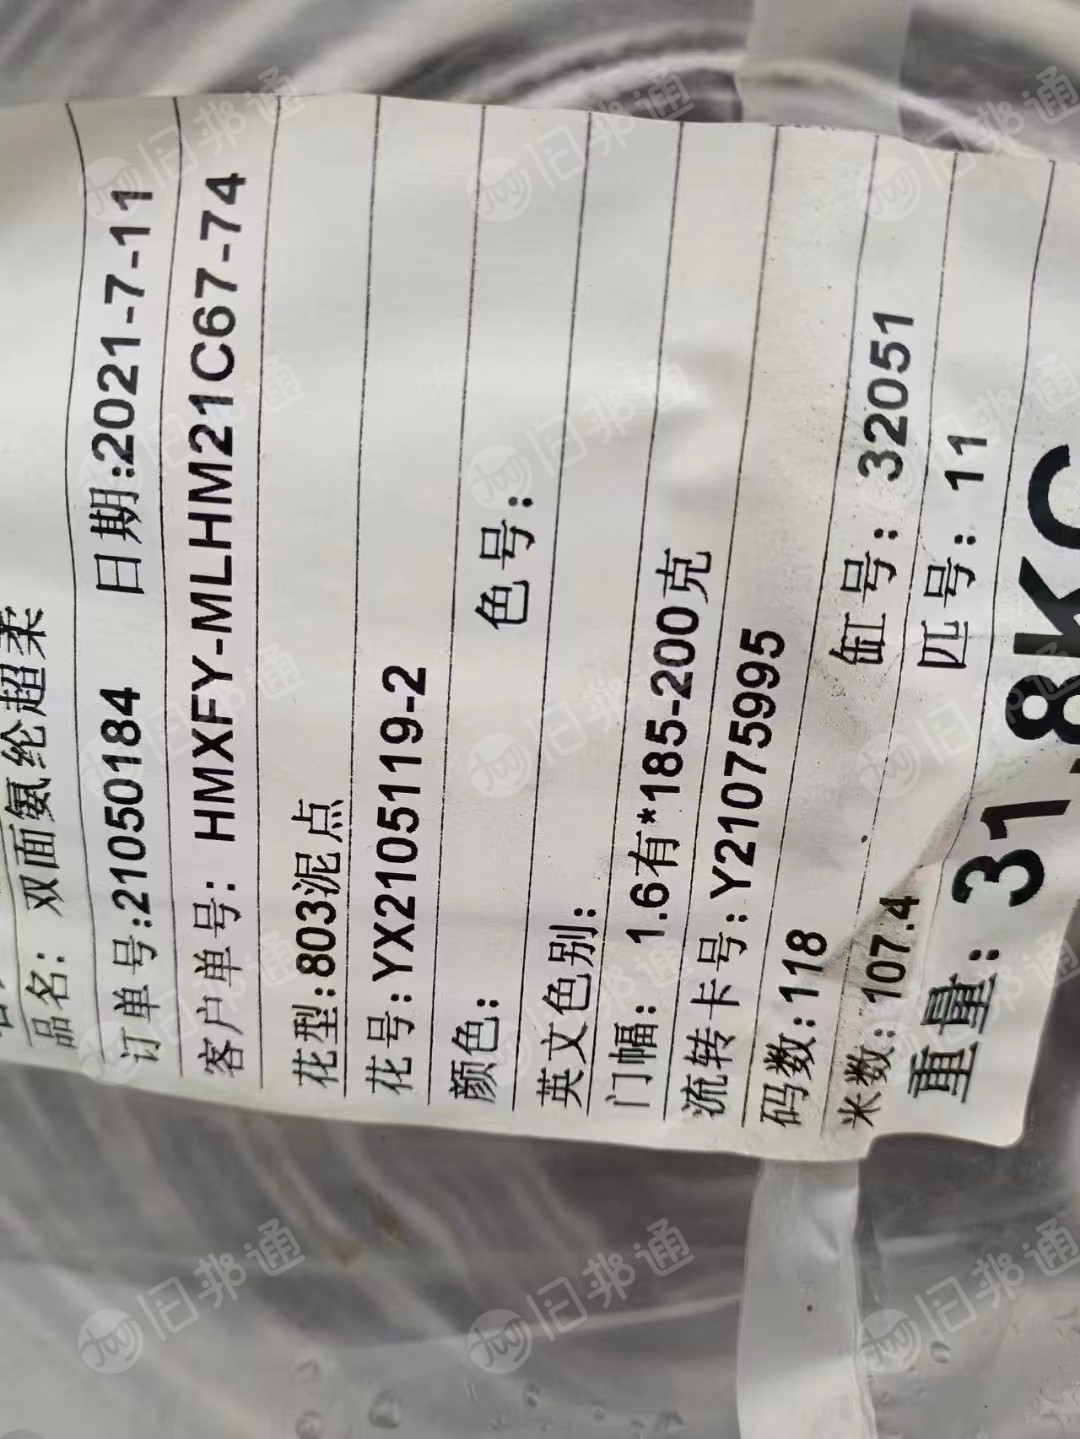 品名: 双面氨纶超柔
订单号:21050184 日期:2021-7-11
客户单号: HMXFY-MLHM21C67-74
花型:803泥点
花号:YX2105119-2
颜色: 色号:
英文色别:
门幅: 1.6有*185-200克
流转卡号:Y21075995
码数:118 缸号: 32051
米数:107.4 匹号: 11
重量: 31.8KG
旧邦通